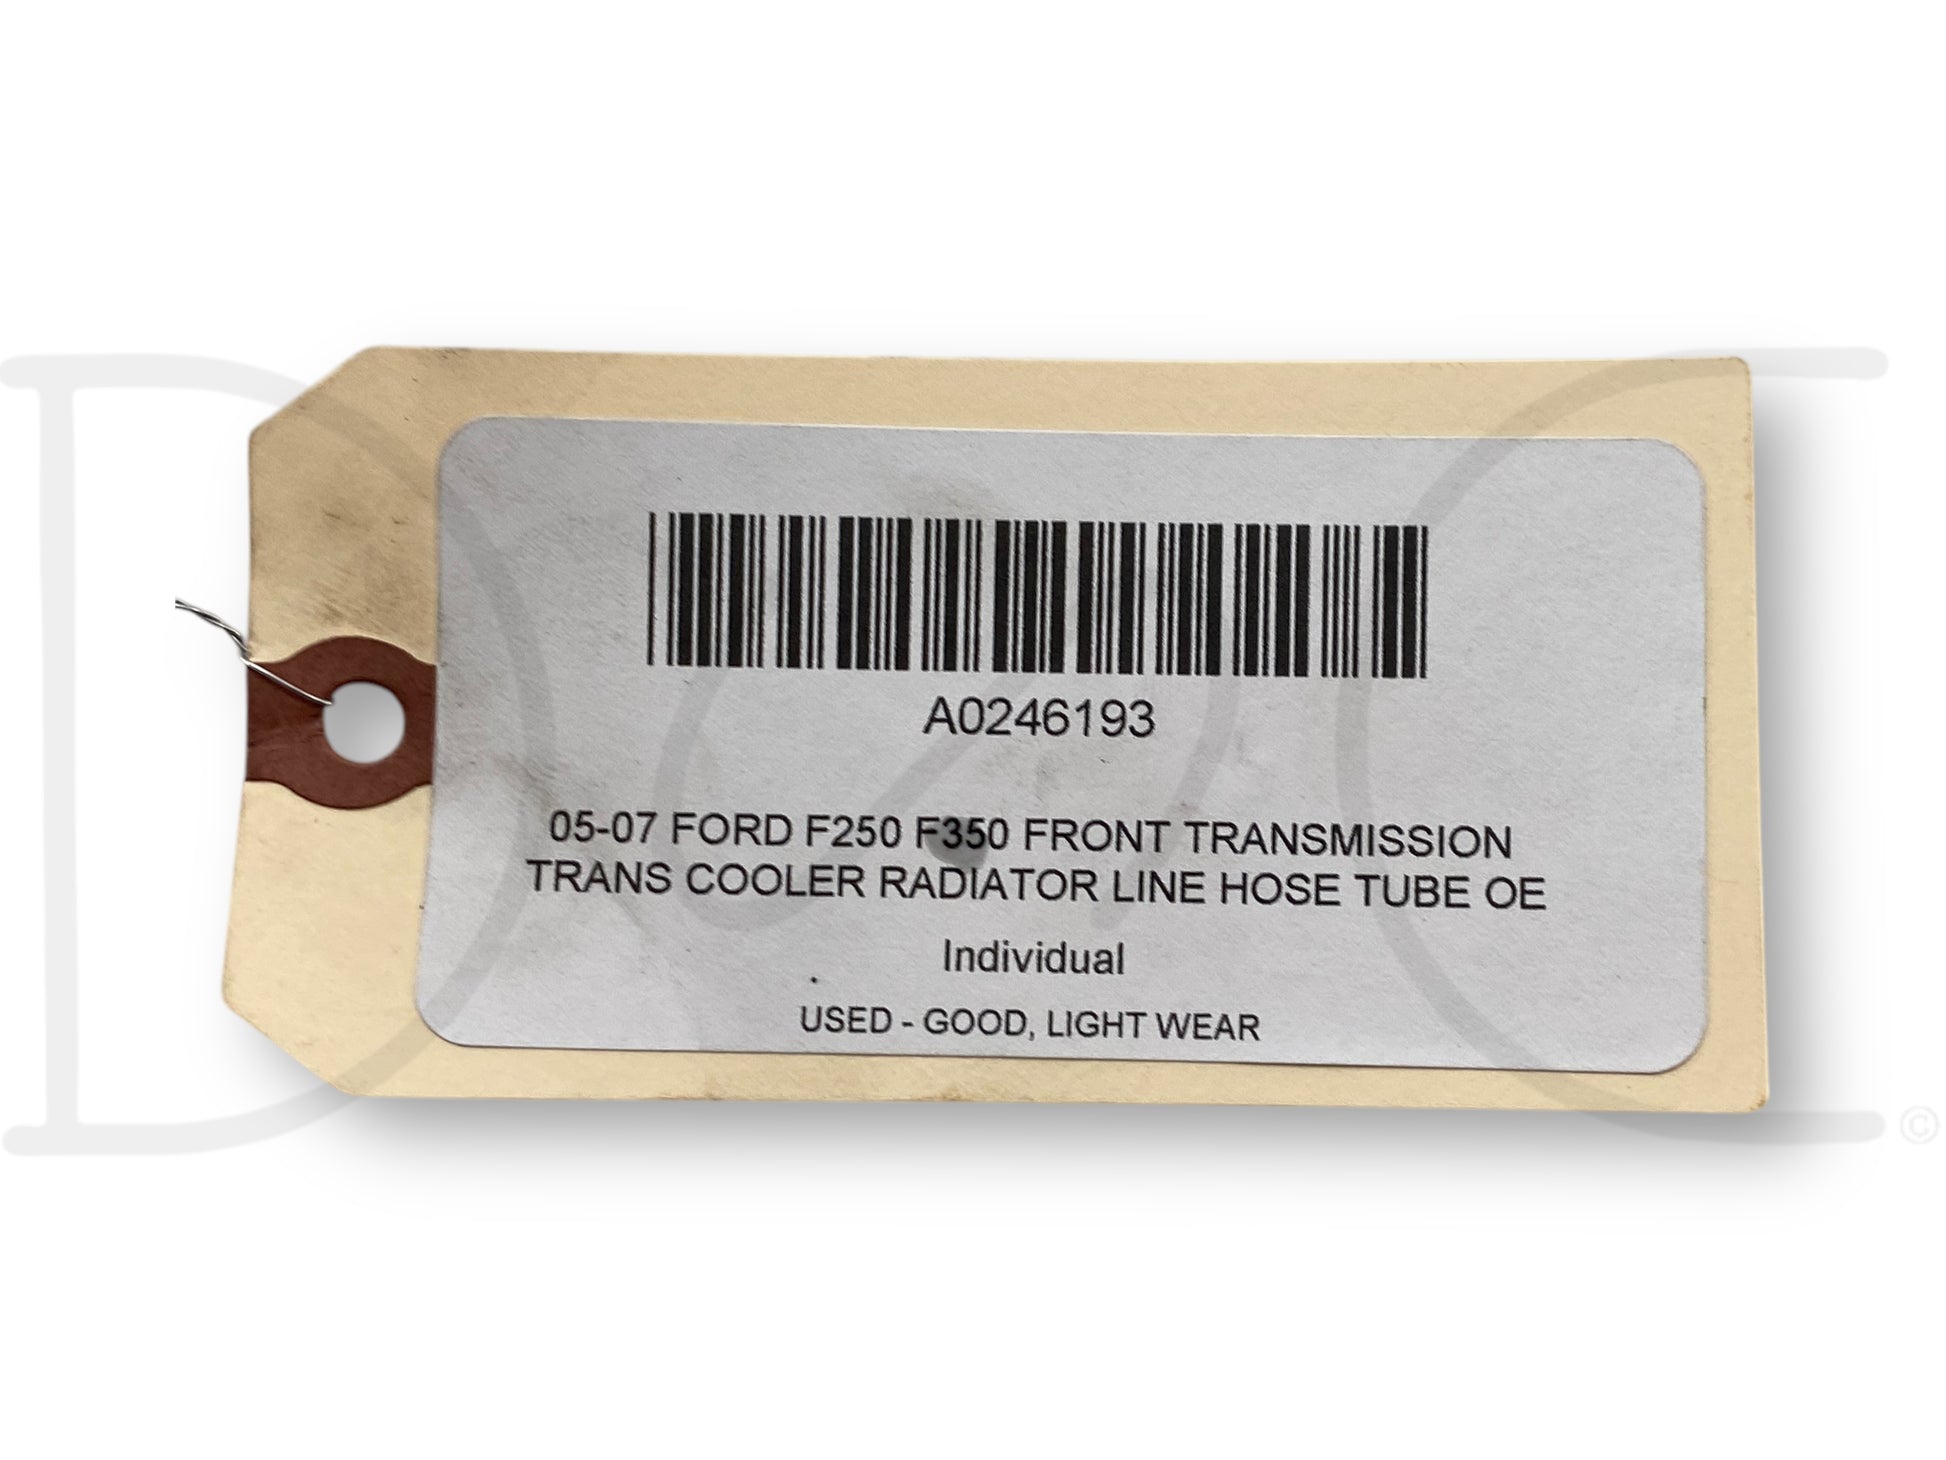 A0246193
05-07 FORD F250 F350 FRONT TRANSMISSION
TRANS COOLER RADIATOR LINE HOSE TUBE OE
Individual
USED - GOOD, LIGHT WEAR
©